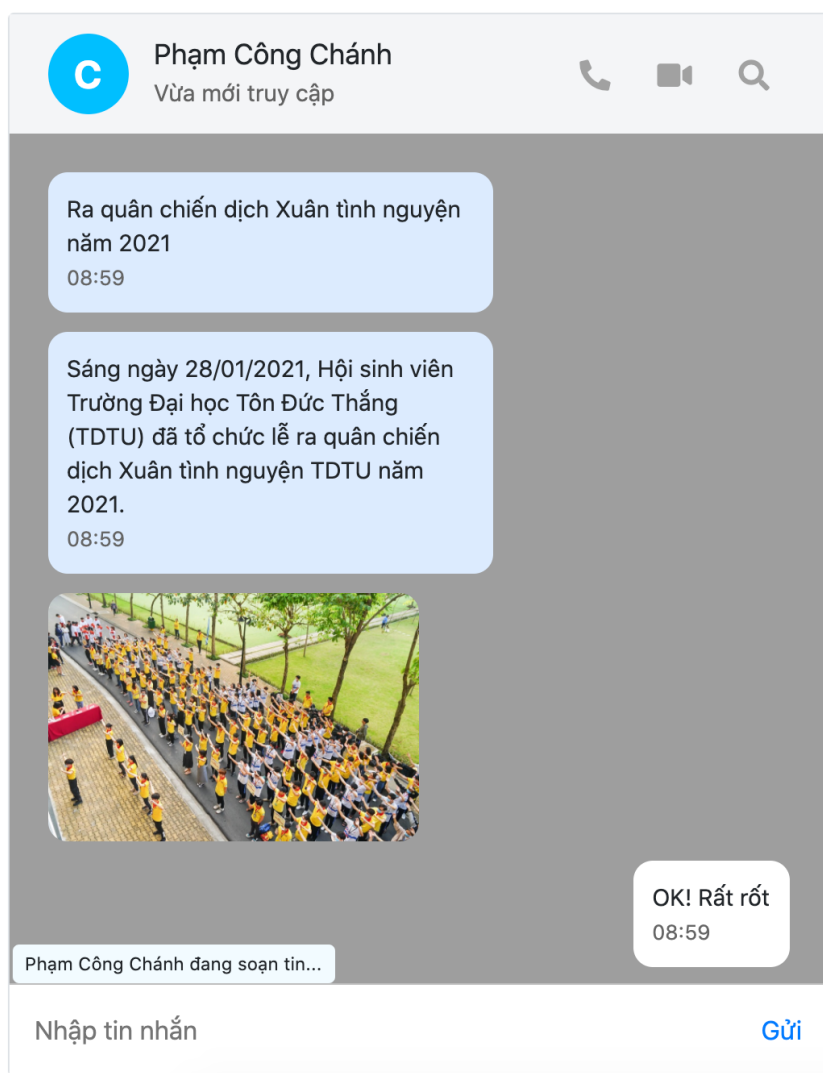 C
Phạm Công Chánh
Vừa mới truy cập
Ra quân chiến dịch Xuân tình nguyện
năm 2021
08:59
Sáng ngày 28/01/2021, Hội sinh viên
Trường Đại học Tôn Đức Thắng
(TDTU) đã tổ chức lễ ra quân chiến
dịch Xuân tình nguyện TDTU năm
2021.
08:59
OK! Rất rốt
08:59
Phạm Công Chánh đang soạn tin...
Nhập tin nhắn
Gửi